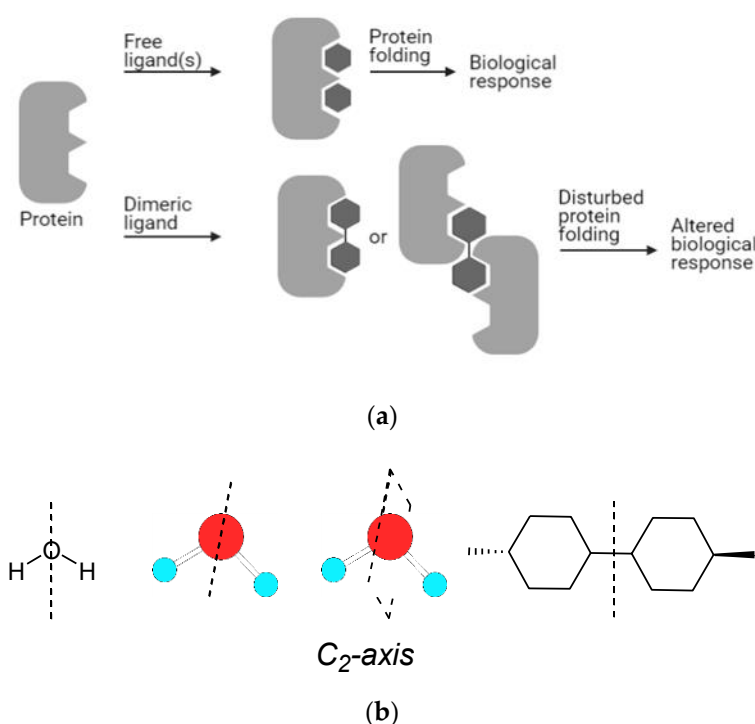 Free
ligand(s)
Protein
folding
Biological
response
Protein
Dimeric
ligand
or
Disturbed
protein
folding
Altered
biological
response
(a)
O
H H
C₂-axis
(b)